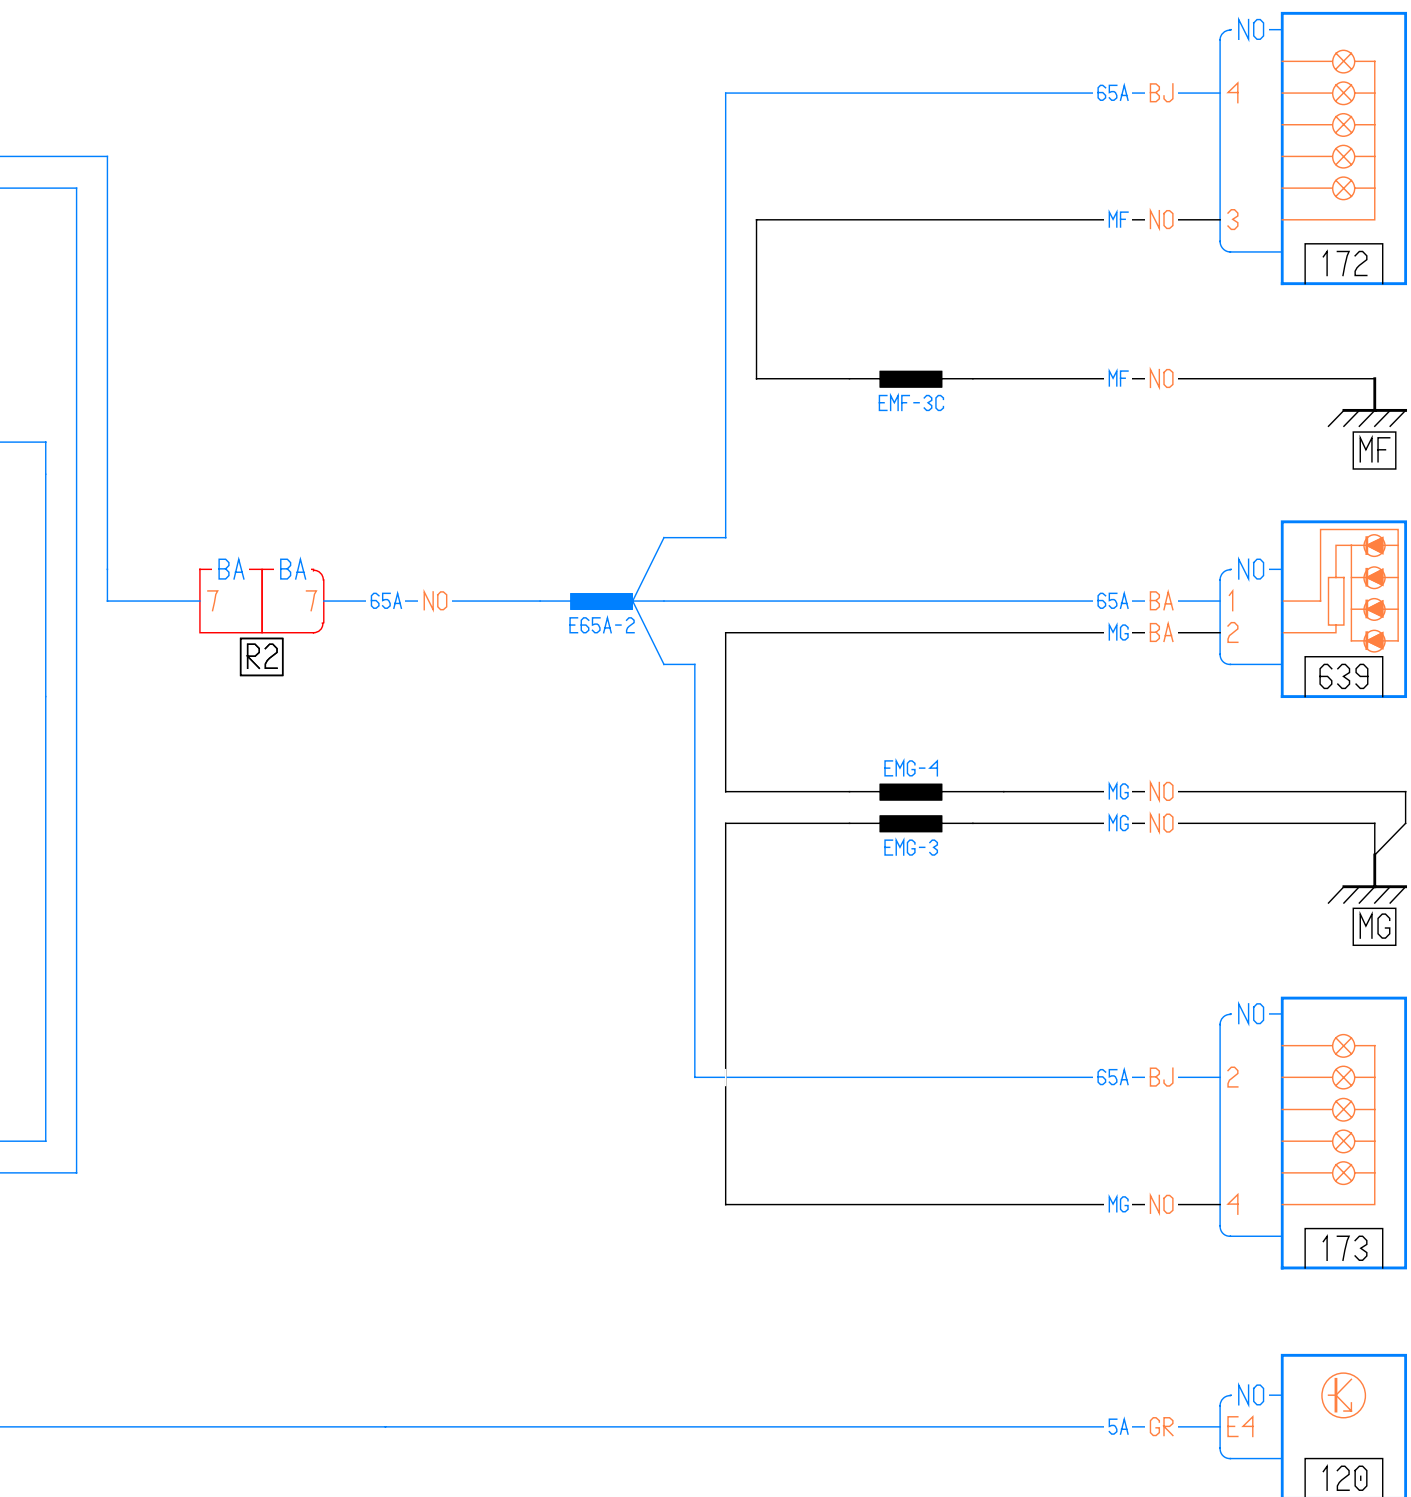 NO
65A BJ 4
MF NO 3
172
MF NO
EMF-3C
MF
BA BA NO
7 7 65A NO 65A BA 1
E65A-2 MG BA 2
R2 639
EMG-4
MG NO
MG NO
EMG-3
MG
NO
65A BJ 2
MG NO 4
173
NO
5A GR E4
120